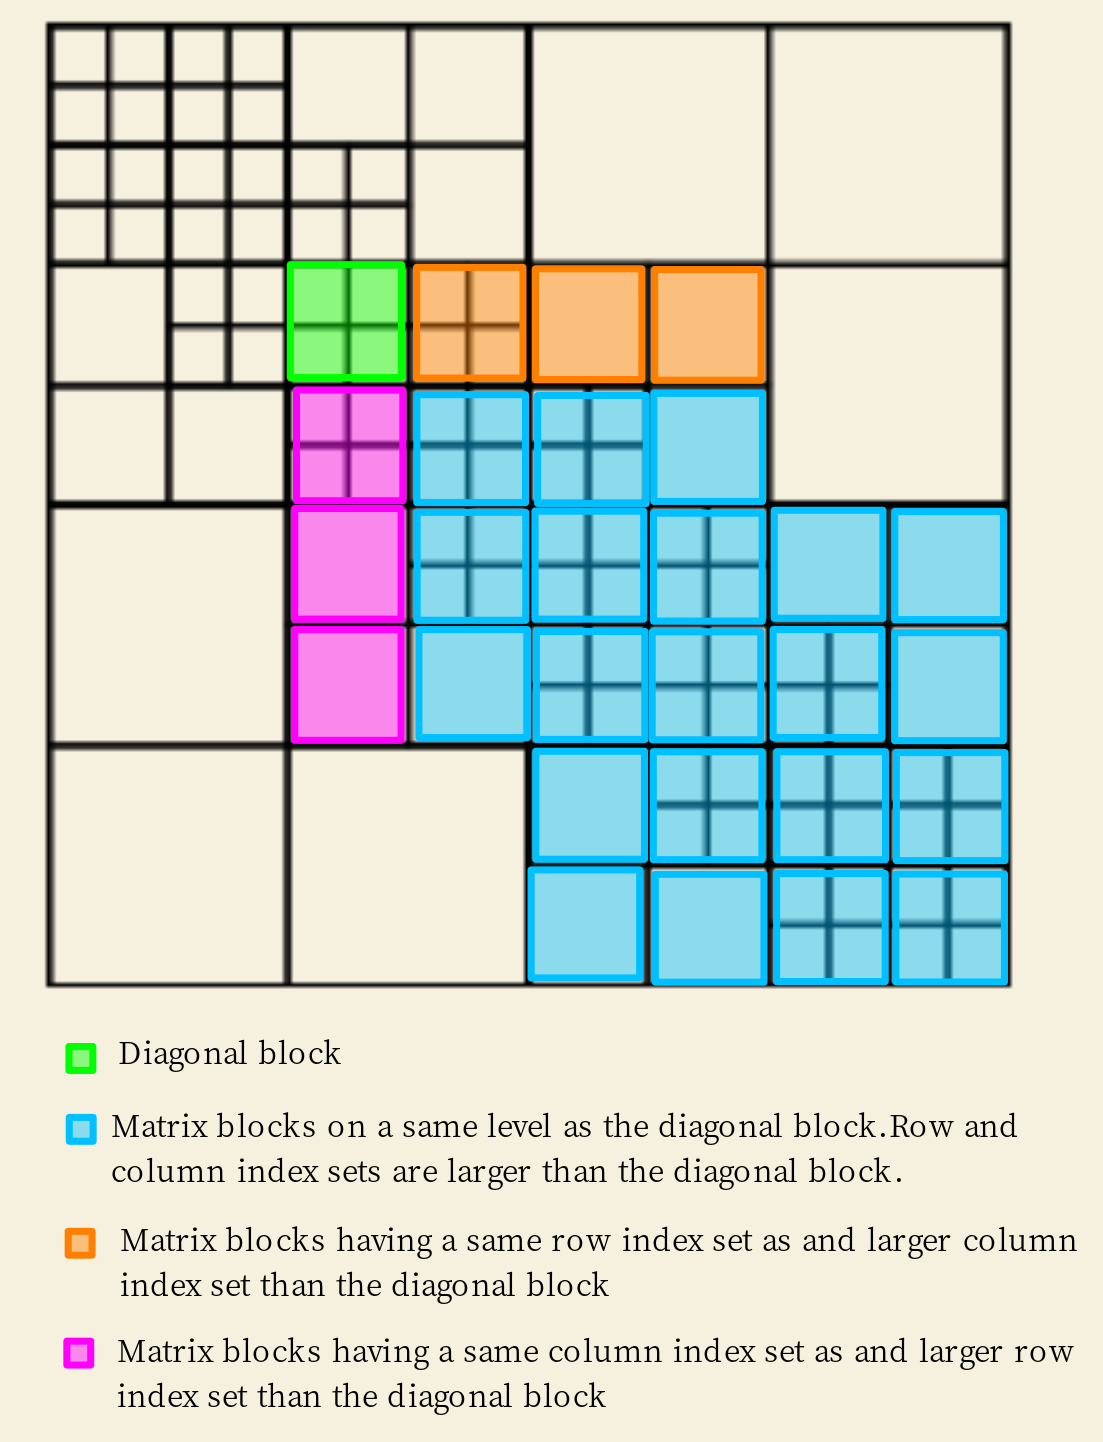 Diagonal block
Matrix blocks on a same level as the diagonal block.Row and
column index sets are larger than the diagonal block.
Matrix blocks having a same row index set as and larger column
index set than the diagonal block
Matrix blocks having a same column index set as and larger row
index set than the diagonal block